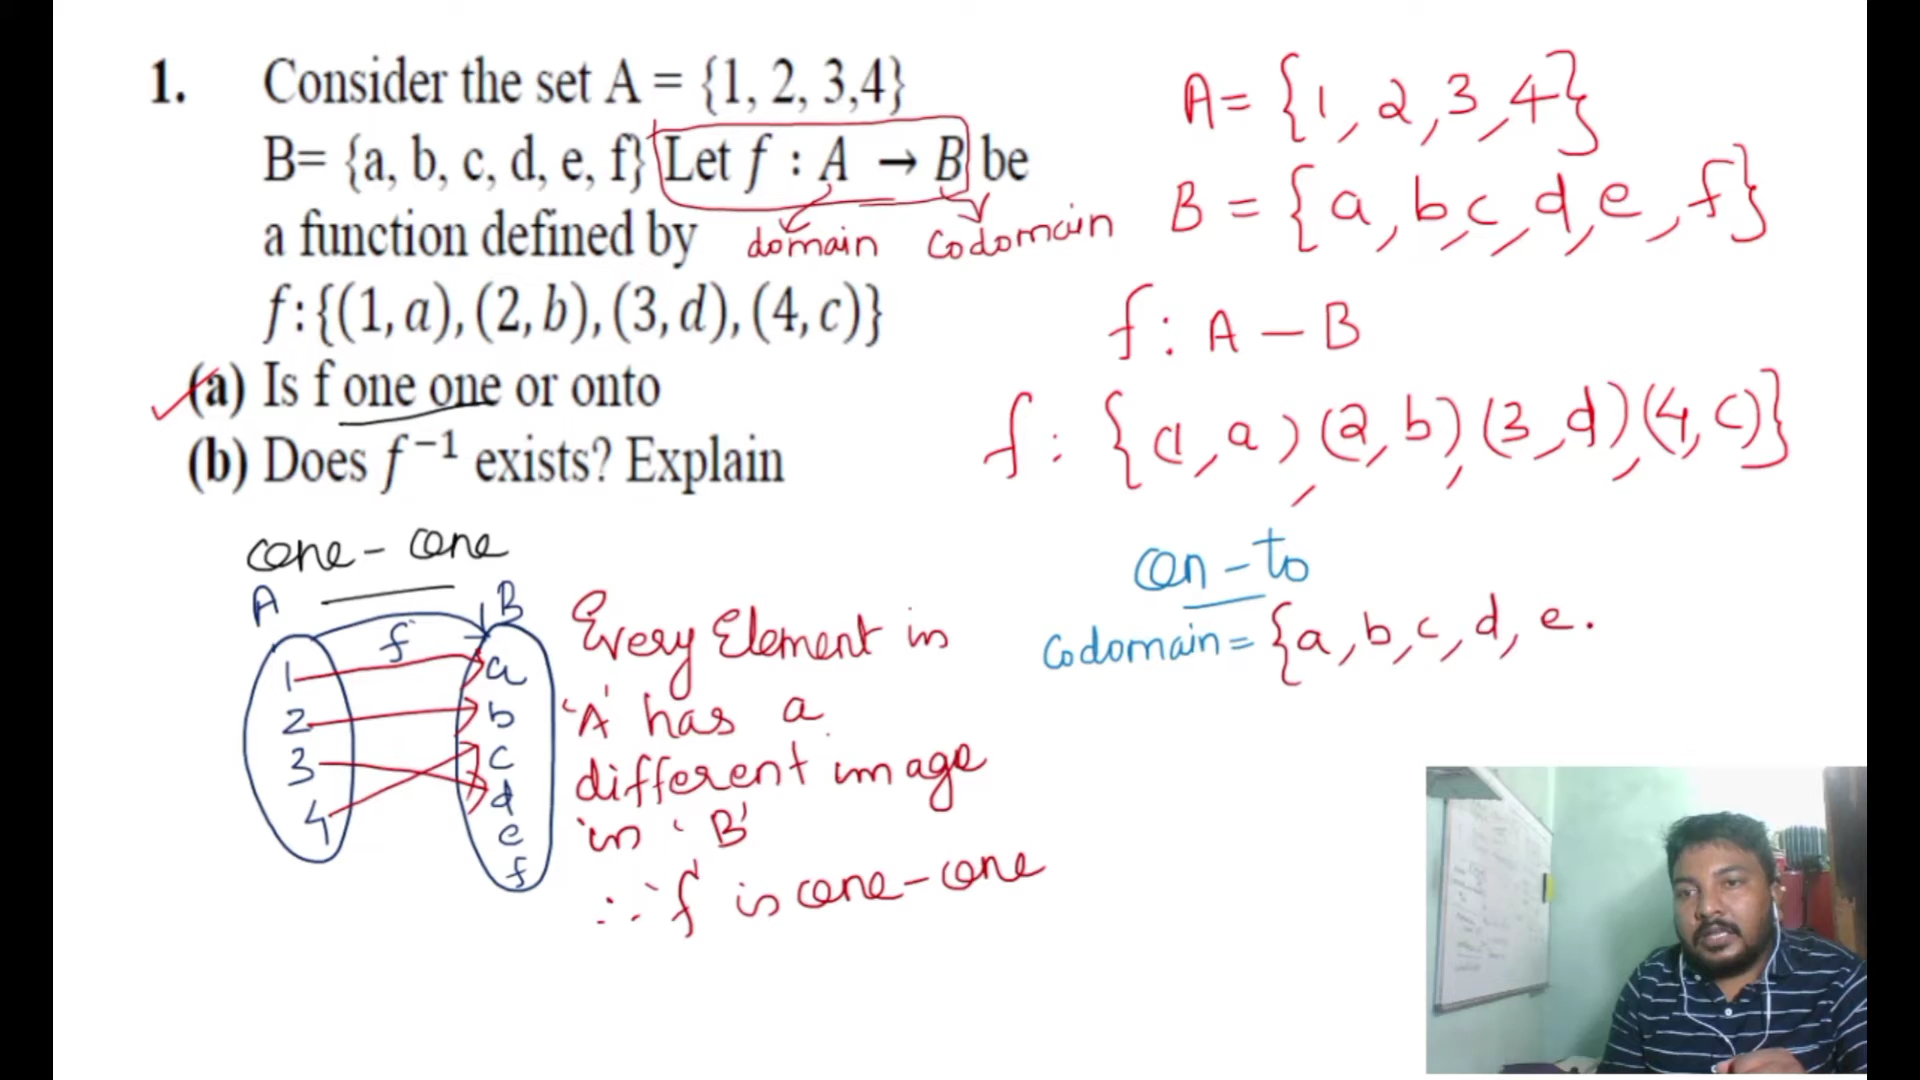 1. Consider the set A = {1, 2, 3,4}
B= {a, b, c, d, e, f} Let f : A → B be
a function defined by
domain
codomain
f:{(1,a),(2,b),(3,d),(4,c)}
(a) Is f one one or onto
(b) Does f⁻¹ exists? Explain
A= {1, 2, 3, 4}
B = {a, b, c, d, e, f}
f: A – B
f: {(1, a), (2, b), (3, d), (4, c)}
one - one
A
B
f
1
2
3
4
a
b
c
d
e
f
Every Element in
'A' has a
different image
in 'B'
∴ f is one-one
on-to
Codomain = {a, b, c, d, e.